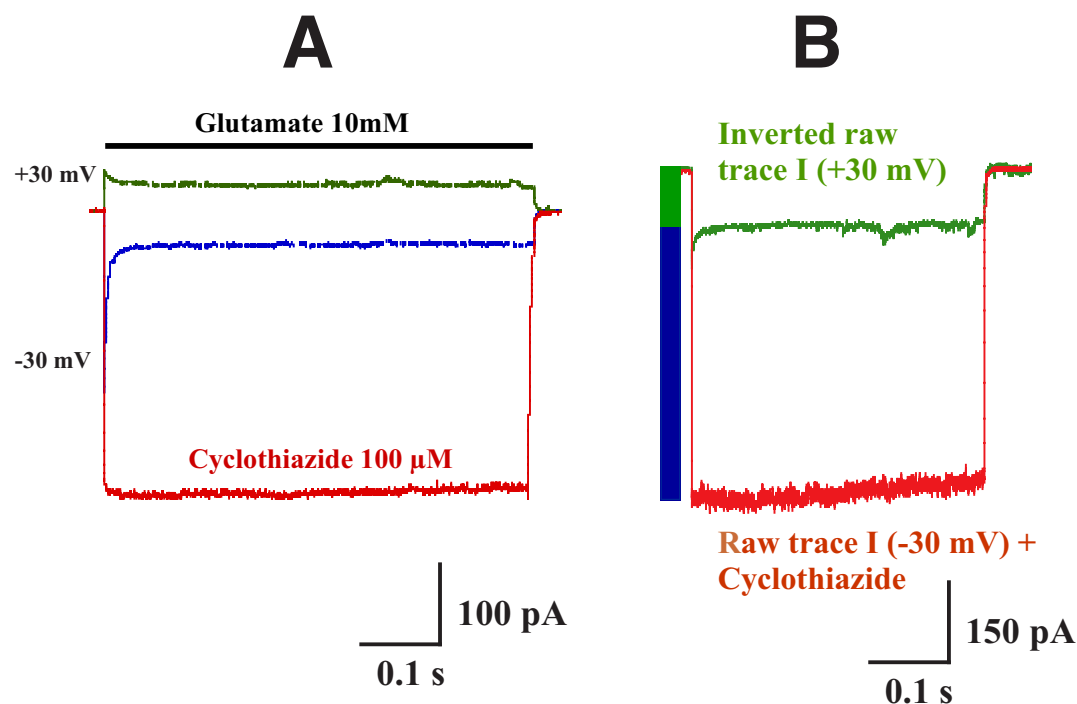 A
B
Glutamate 10mM
+30 mV
-30 mV
Cyclothiazide 100 µM
100 pA
0.1 s
Inverted raw
trace I (+30 mV)
Raw trace I (-30 mV) +
Cyclothiazide
150 pA
0.1 s